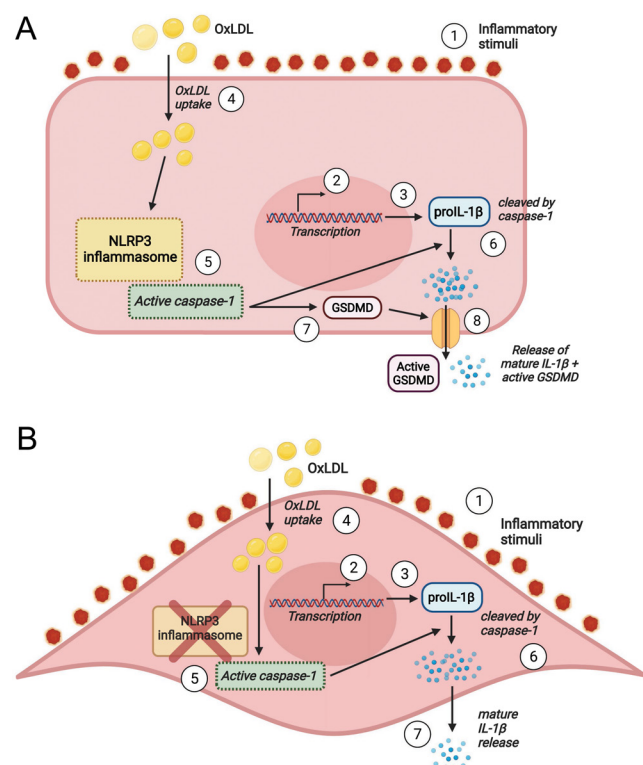 A
OxLDL
1
Inflammatory
stimuli
OxLDL
uptake
4
2
3
proIL-1β
cleaved by
caspase-1
Transcription
6
NLRP3
inflammasome
5
Active caspase-1
7
GSDMD
8
Active
GSDMD
Release of
mature IL-1β +
active GSDMD
B
OxLDL
1
Inflammatory
stimuli
OxLDL
uptake
4
2
3
proIL-1β
cleaved by
caspase-1
Transcription
NLRP3
inflammasome
6
5
Active caspase-1
7
mature
IL-1β
release